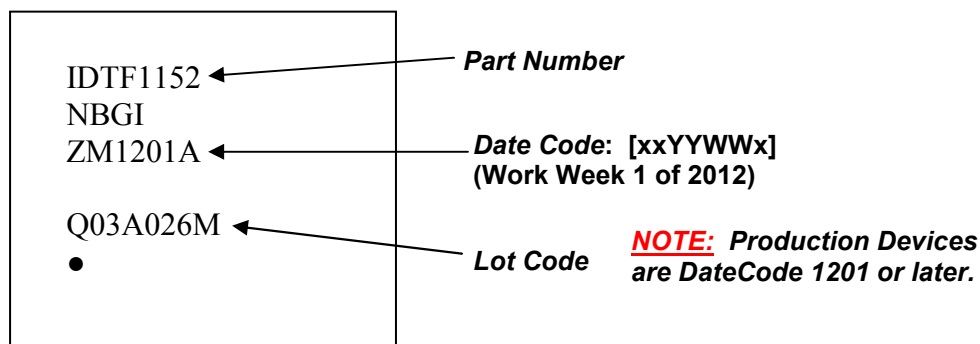 IDTF1152
NBGI
ZM1201A
Q03A026M
●
Part Number
Date Code: [xxYYWWx]
(Work Week 1 of 2012)
Lot Code
NOTE: Production Devices
are DateCode 1201 or later.